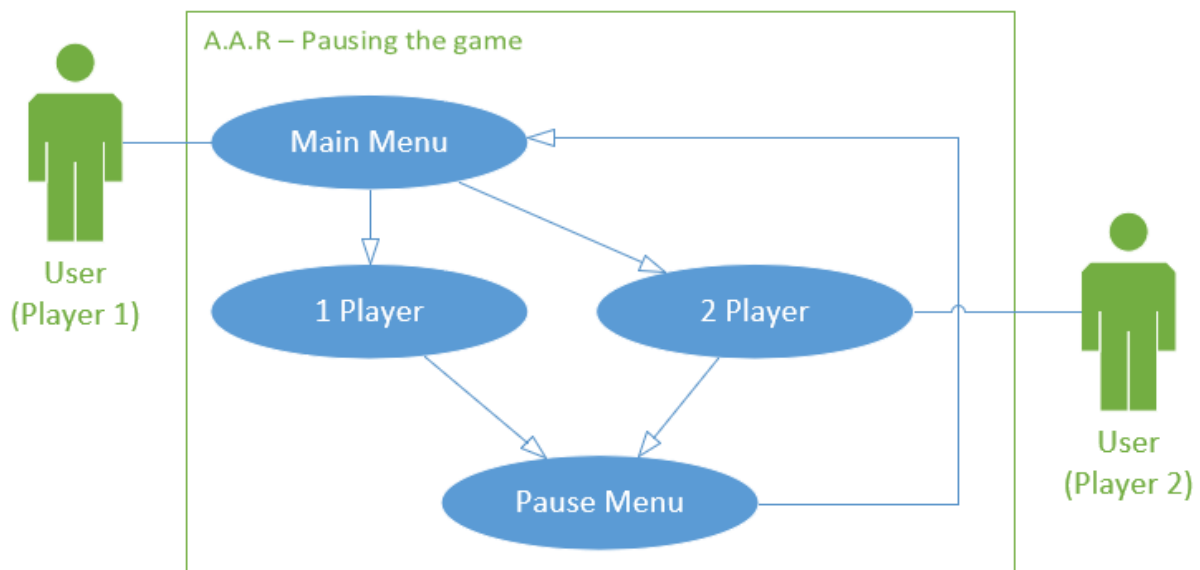 A.A.R – Pausing the game
Main Menu
User
(Player 1)
1 Player
2 Player
User
(Player 2)
Pause Menu